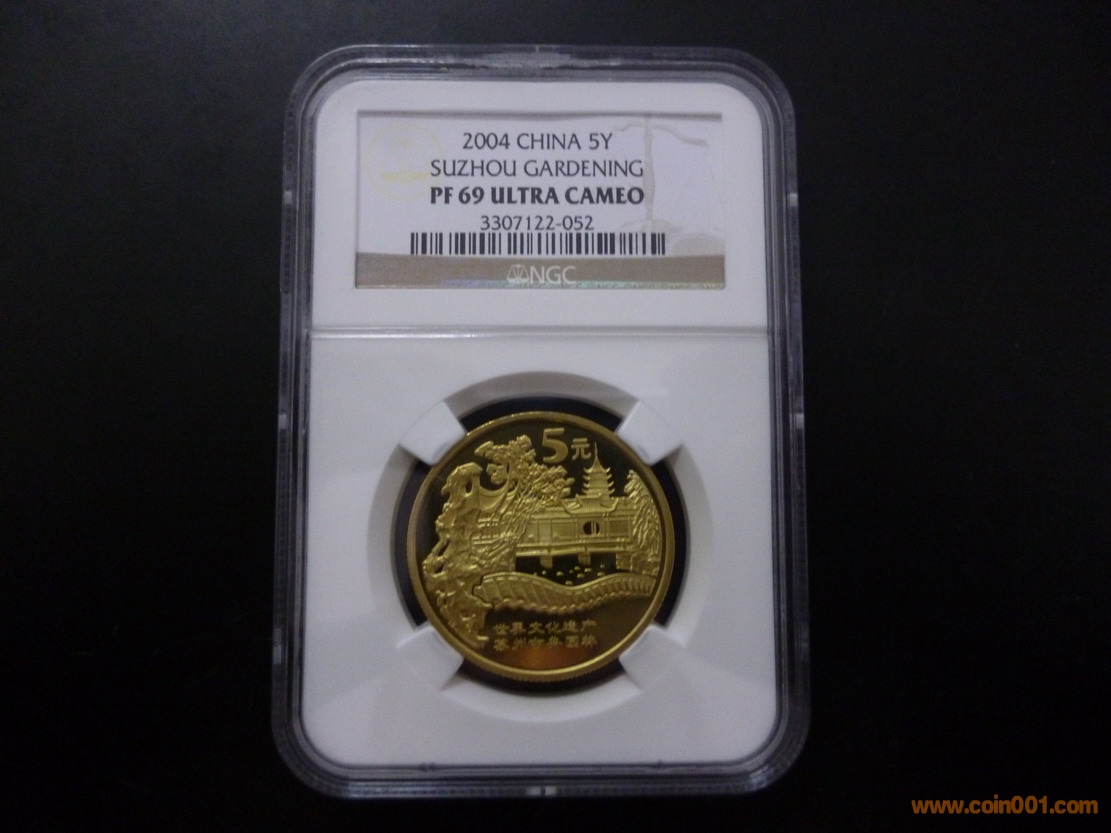 2004 CHINA 5Y
SUZHOU GARDENING
PF 69 ULTRA CAMEO
3307122-052
NGC
5元
世界文化遗产
苏州古典园林
www.coin001.com